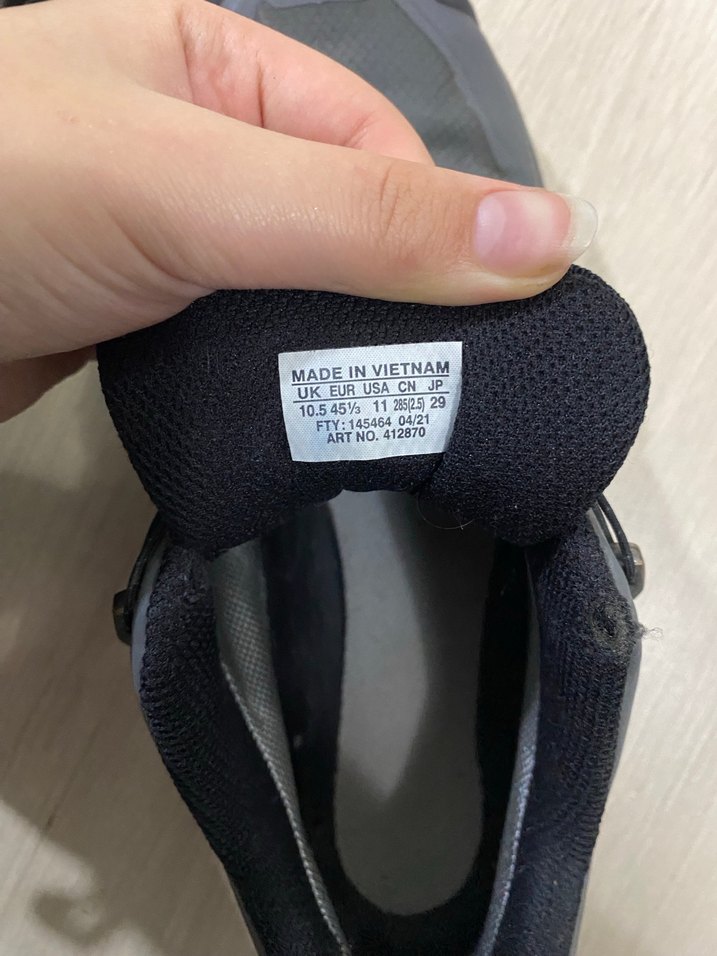 MADE IN VIETNAM
UK EUR USA CN JP
10.5 45⅓ 11 285(2.5) 29
FTY: 145464 04/21
ART NO. 412870